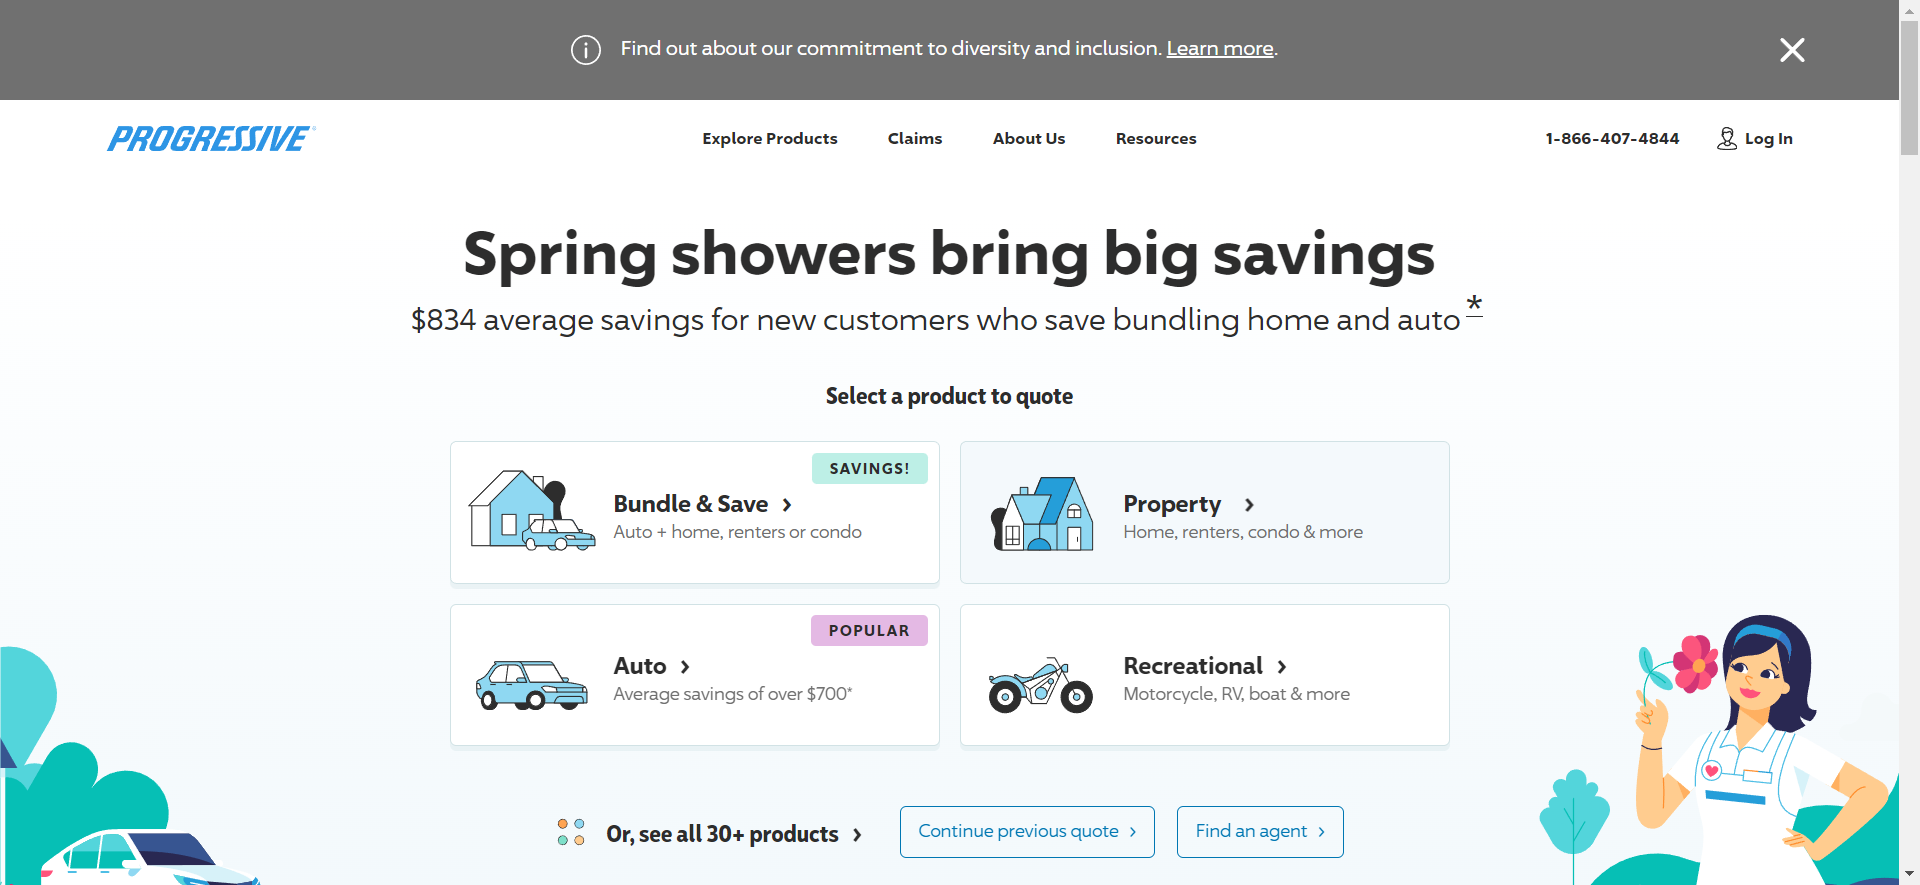 Find out about our commitment to diversity and inclusion. Learn more.
PROGRESSIVE
Explore Products
Claims
About Us
Resources
1-866-407-4844
Log In
Spring showers bring big savings
$834 average savings for new customers who save bundling home and auto*
Select a product to quote
SAVINGS!
Bundle & Save
Auto + home, renters or condo
Property
Home, renters, condo & more
POPULAR
Auto
Average savings of over $700*
Recreational
Motorcycle, RV, boat & more
Or, see all 30+ products
Continue previous quote
Find an agent